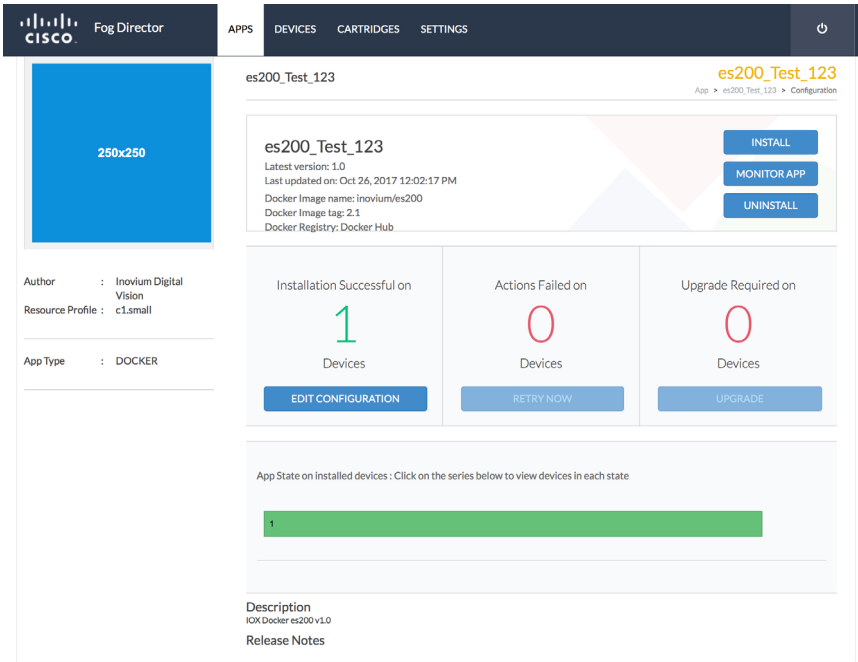 CISCO Fog Director APPS DEVICES CARTRIDGES SETTINGS
250x250
Author : Inovium Digital
Vision
Resource Profile : c1.small
App Type : DOCKER
es200_Test_123
es200_Test_123
App > es200_Test_123 > Configuration
es200_Test_123
Latest version: 1.0
Last updated on: Oct 26, 2017 12:02:17 PM
Docker Image name: inovium/es200
Docker Image tag: 2.1
Docker Registry: Docker Hub
INSTALL
MONITOR APP
UNINSTALL
Installation Successful on
1
Devices
EDIT CONFIGURATION
Actions Failed on
0
Devices
RETRY NOW
Upgrade Required on
0
Devices
UPGRADE
App State on installed devices : Click on the series below to view devices in each state
1
Description
IOX Docker es200 v1.0
Release Notes